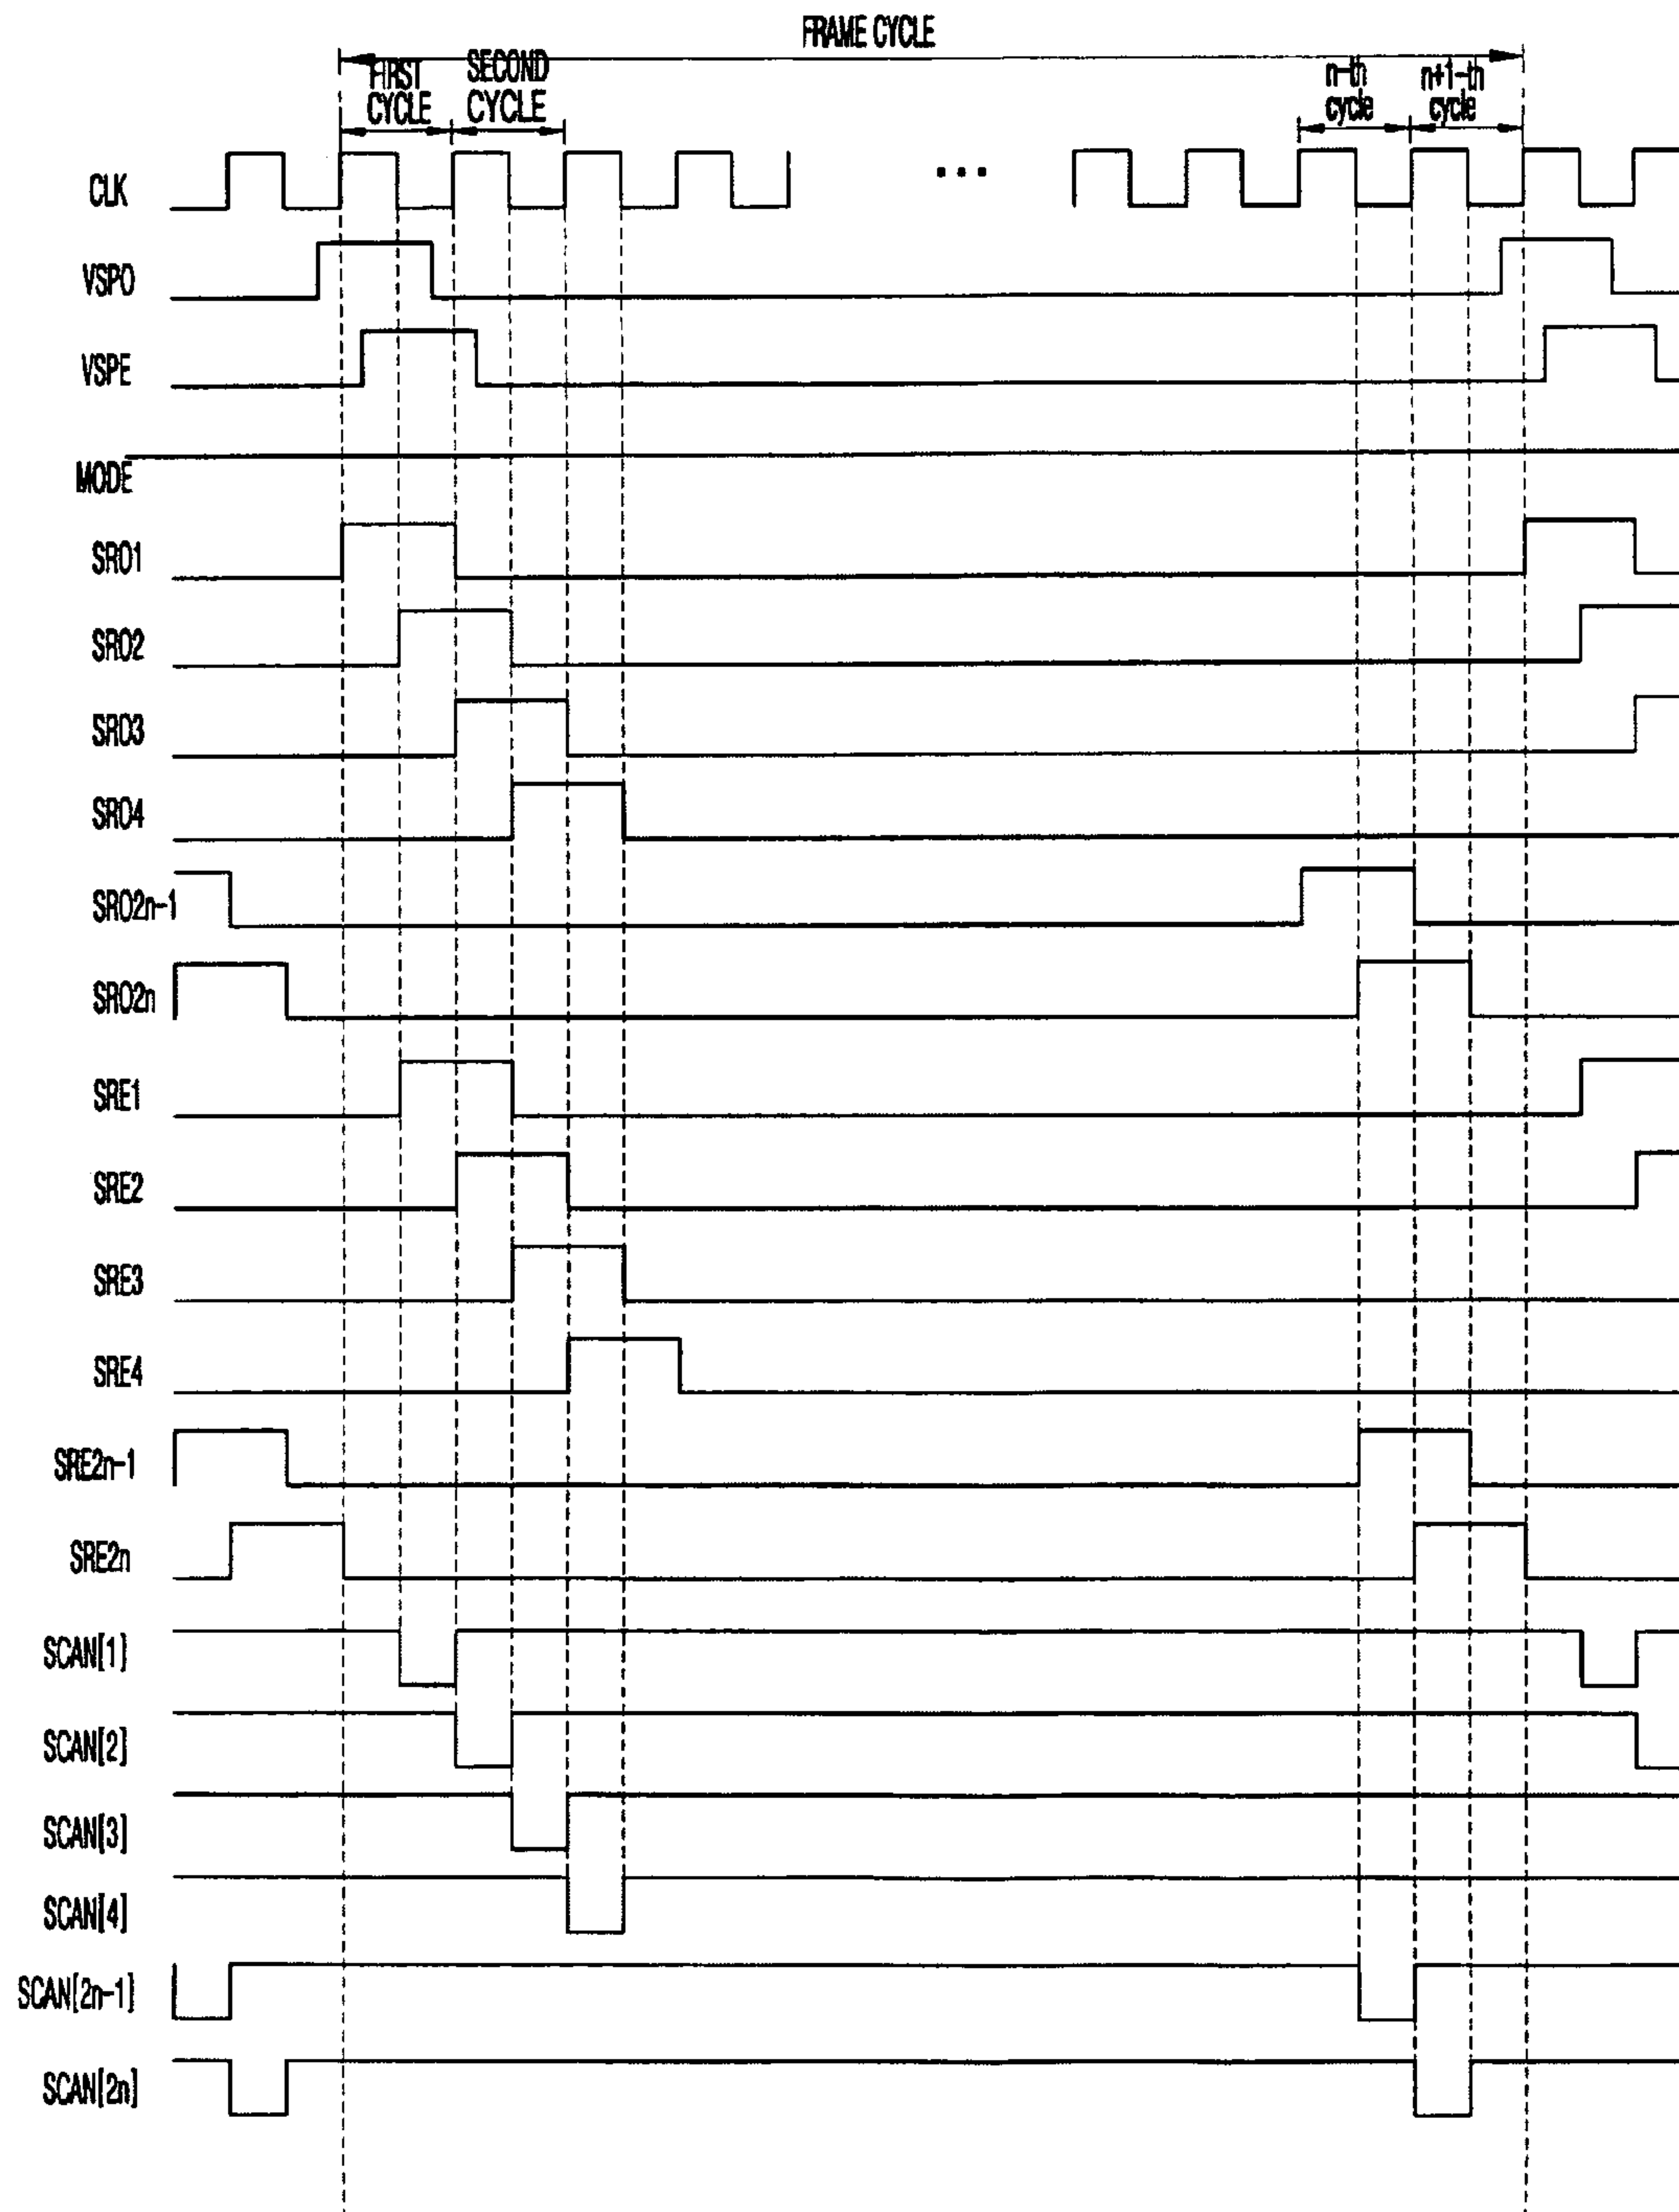 FRAME CYCLE
FIRST CYCLE
SECOND CYCLE
n-th cycle
n+1-th cycle
CLK
...
VSPO
VSPE
MODE
SRO1
SRO2
SRO3
SRO4
SRO2n-1
SRO2n
SRE1
SRE2
SRE3
SRE4
SRE2n-1
SRE2n
SCAN[1]
SCAN[2]
SCAN[3]
SCAN[4]
SCAN[2n-1]
SCAN[2n]